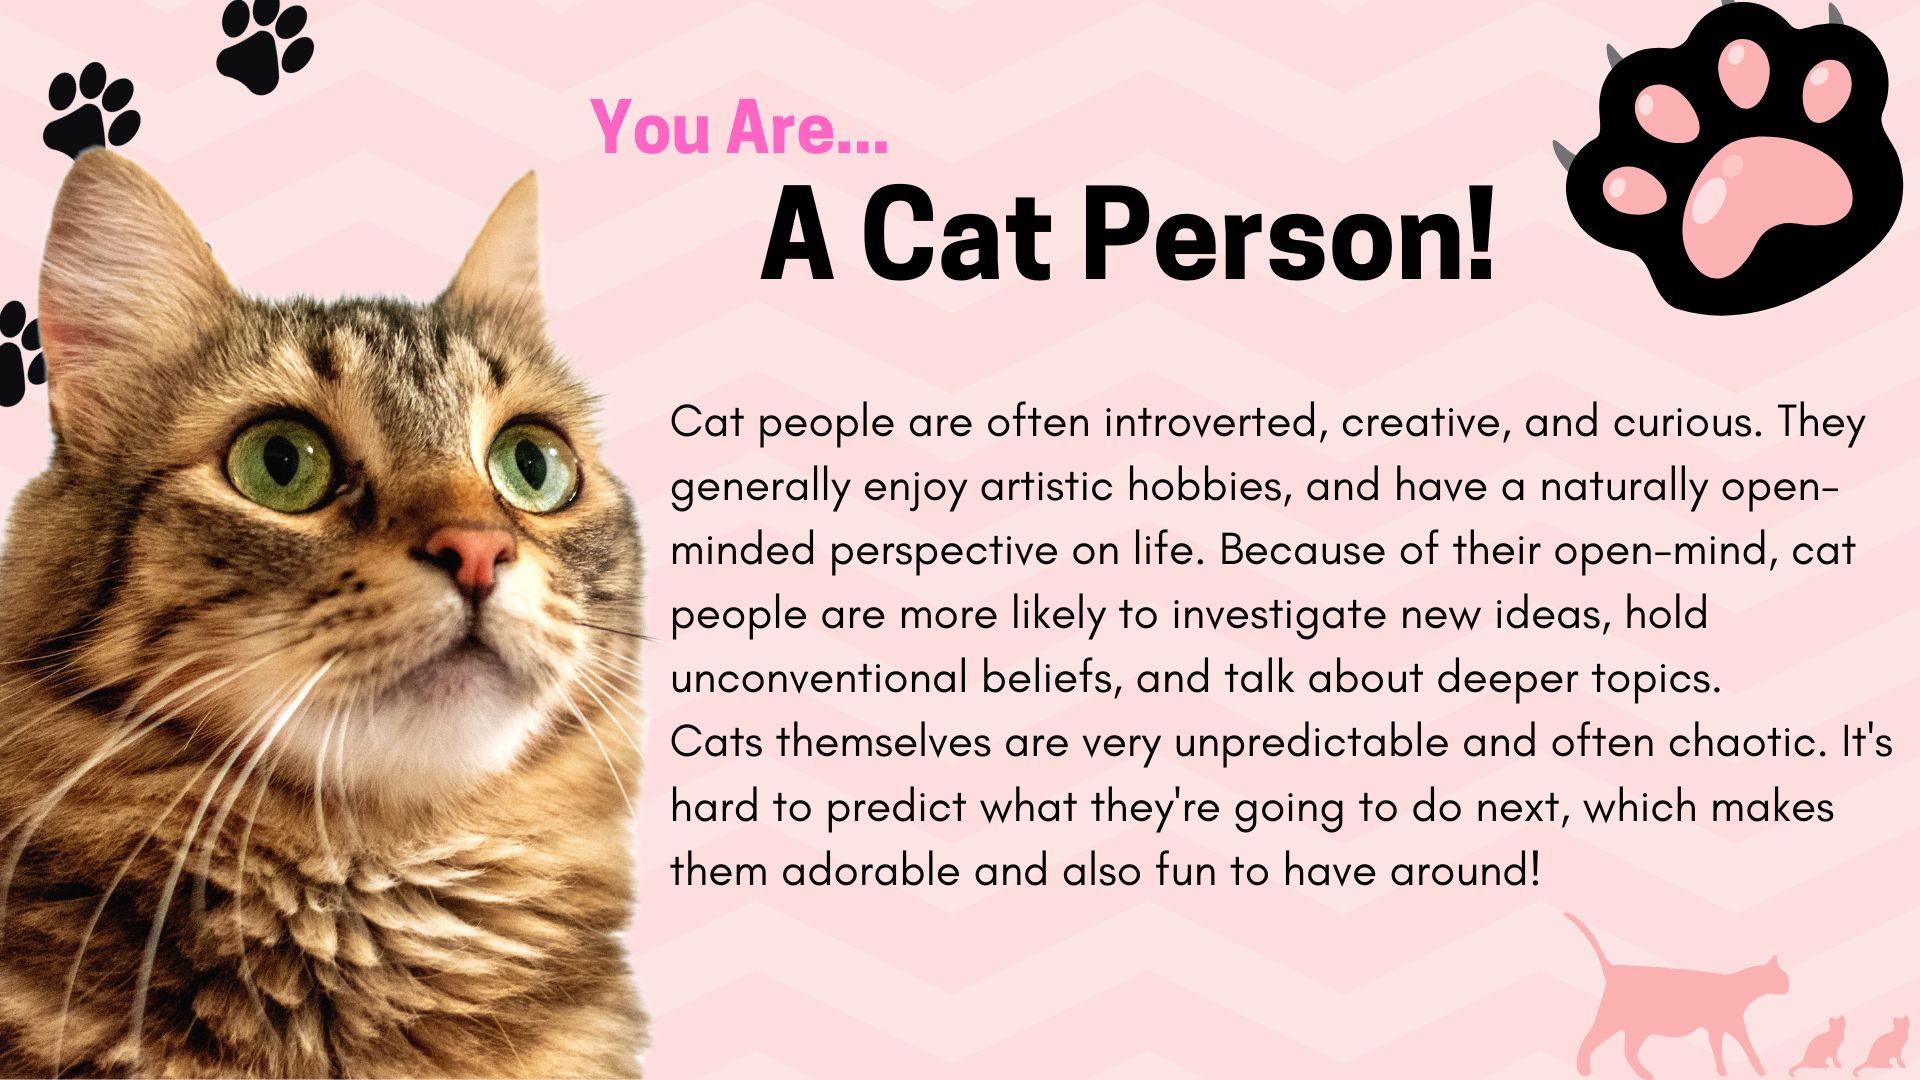 You Are...
A Cat Person!
Cat people are often introverted, creative, and curious. They
generally enjoy artistic hobbies, and have a naturally open-
minded perspective on life. Because of their open-mind, cat
people are more likely to investigate new ideas, hold
unconventional beliefs, and talk about deeper topics.
Cats themselves are very unpredictable and often chaotic. It's
hard to predict what they're going to do next, which makes
them adorable and also fun to have around!